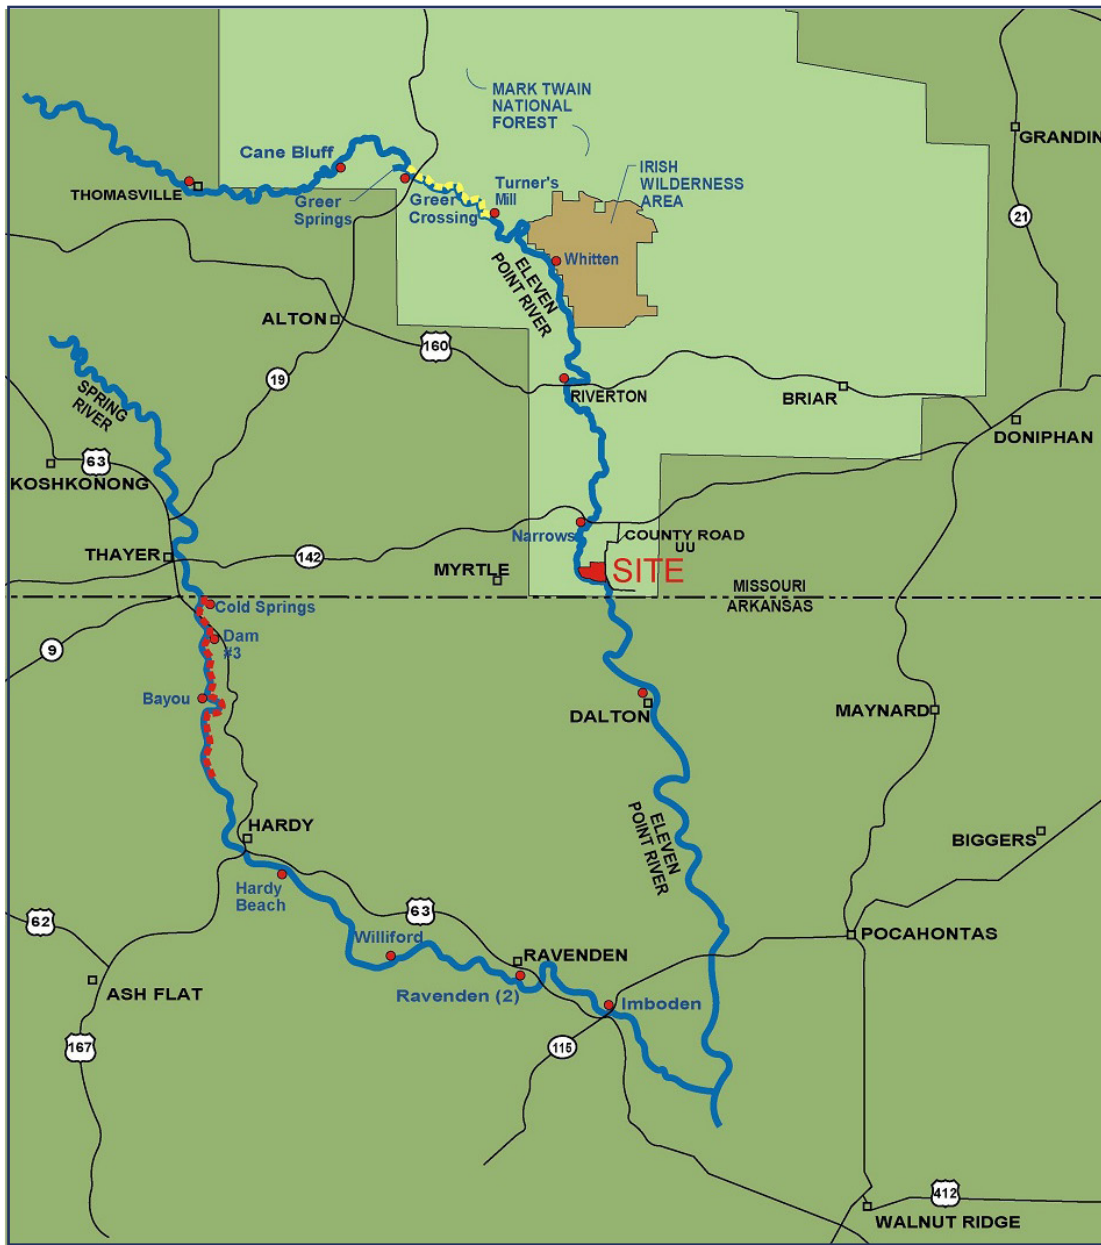 MARK TWAIN
NATIONAL
FOREST
GRANDIN
Cane Bluff
IRISH
WILDERNESS
AREA
THOMASVILLE
Greer
Springs
Greer
Crossing
Turner's
Mill
21
Whitten
ELEVEN
POINT RIVER
ALTON
160
SPRING
RIVER
19
RIVERTON
BRIAR
DONIPHAN
63
KOSHKONONG
Narrows
COUNTY ROAD
UU
THAYER
142
MYRTLE
SITE
MISSOURI
ARKANSAS
Cold Springs
9
Dam
#3
Bayou
DALTON
MAYNARD
HARDY
ELEVEN
POINT RIVER
BIGGERS
Hardy
Beach
62
63
POCAHONTAS
Williford
RAVENDEN
ASH FLAT
Ravenden (2)
Imboden
167
115
412
WALNUT RIDGE